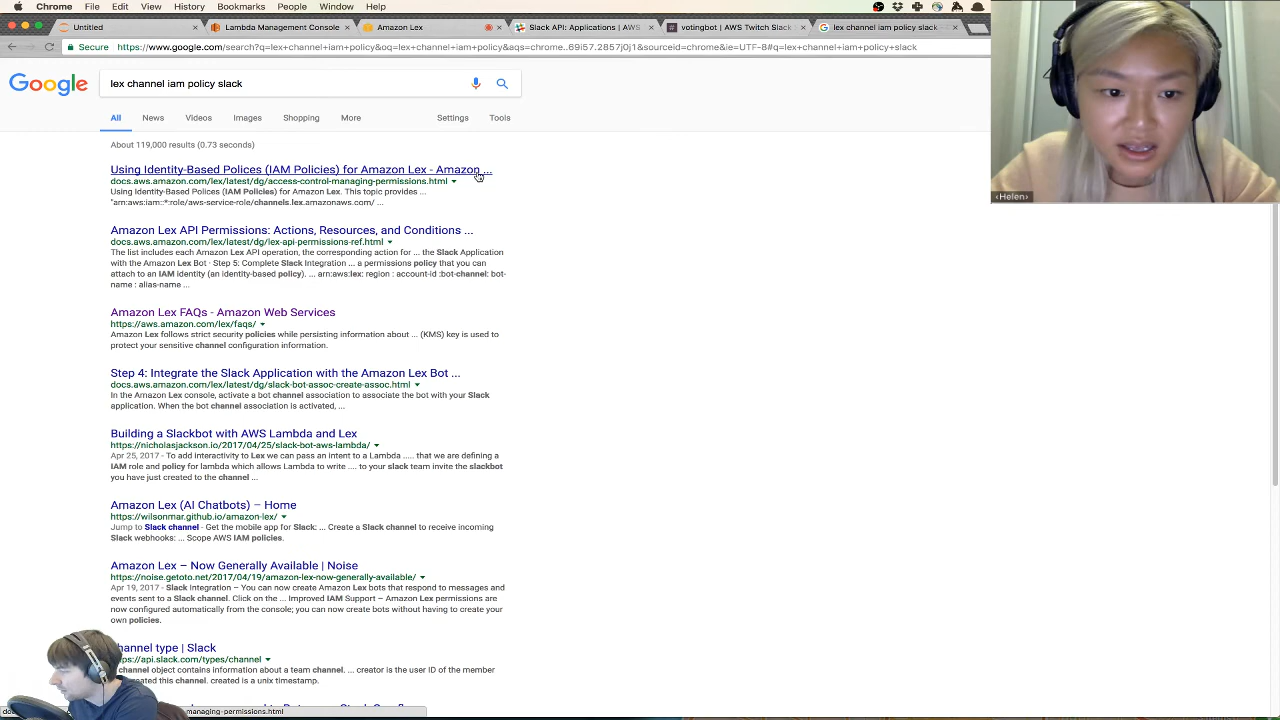 Chrome File Edit View History Bookmarks People Window Help
Untitled
Lambda Management Console
Amazon Lex
Slack API: Applications | AWS
votingbot | AWS Twitch Slack
lex channel iam policy slack
Secure https://www.google.com/search?q=lex+channel+iam+policy&oq=lex+channel+iam+policy&aqs=chrome..69i57.2857j0j1&sourceid=chrome&ie=UTF-8#q=lex+channel+iam+policy+slack
Google lex channel iam policy slack
All News Videos Images Shopping More Settings Tools
About 119,000 results (0.73 seconds)
Using Identity-Based Polices (IAM Policies) for Amazon Lex - Amazon ...
docs.aws.amazon.com/lex/latest/dg/access-control-managing-permissions.html
Using Identity-Based Polices (IAM Policies) for Amazon Lex. This topic provides ...
"arn:aws:iam::*:role/aws-service-role/channels.lex.amazonaws.com/ ...
Amazon Lex API Permissions: Actions, Resources, and Conditions ...
docs.aws.amazon.com/lex/latest/dg/lex-api-permissions-ref.html
The list includes each Amazon Lex API operation, the corresponding action for ... the Slack Application
with the Amazon Lex Bot · Step 5: Complete Slack Integration ... a permissions policy that you can
attach to an IAM identity (an identity-based policy). ... arn:aws:lex: region : account-id :bot-channel: bot-
name : alias-name ...
Amazon Lex FAQs - Amazon Web Services
https://aws.amazon.com/lex/faqs/
Amazon Lex follows strict security policies while persisting information about ... (KMS) key is used to
protect your sensitive channel configuration information.
Step 4: Integrate the Slack Application with the Amazon Lex Bot ...
docs.aws.amazon.com/lex/latest/dg/slack-bot-assoc-create-assoc.html
In the Amazon Lex console, activate a bot channel association to associate the bot with your Slack
application. When the bot channel association is activated, ...
Building a Slackbot with AWS Lambda and Lex
https://nicholasjackson.io/2017/04/25/slack-bot-aws-lambda/
Apr 25, 2017 - To add interactivity to Lex we can pass an intent to a Lambda ..... that we are defining a
IAM role and policy for lambda which allows Lambda to write .... to your slack team invite the slackbot
you have just created to the channel ...
Amazon Lex (AI Chatbots) – Home
https://wilsonmar.github.io/amazon-lex/
Jump to Slack channel - Get the mobile app for Slack: ... Create a Slack channel to receive incoming
Slack webhooks: ... Scope AWS IAM policies.
Amazon Lex – Now Generally Available | Noise
https://noise.getoto.net/2017/04/19/amazon-lex-now-generally-available/
Apr 19, 2017 - Slack Integration – You can now create Amazon Lex bots that respond to messages and
events sent to a Slack channel. Click on the ... Improved IAM Support – Amazon Lex permissions are
now configured automatically from the console; you can now create bots without having to create your
own policies.
hannel type | Slack
ps://api.slack.com/types/channel
channel object contains information about a team channel. ... creator is the user ID of the member
created this channel. created is a unix timestamp.
managing-permissions.html
‹Helen›